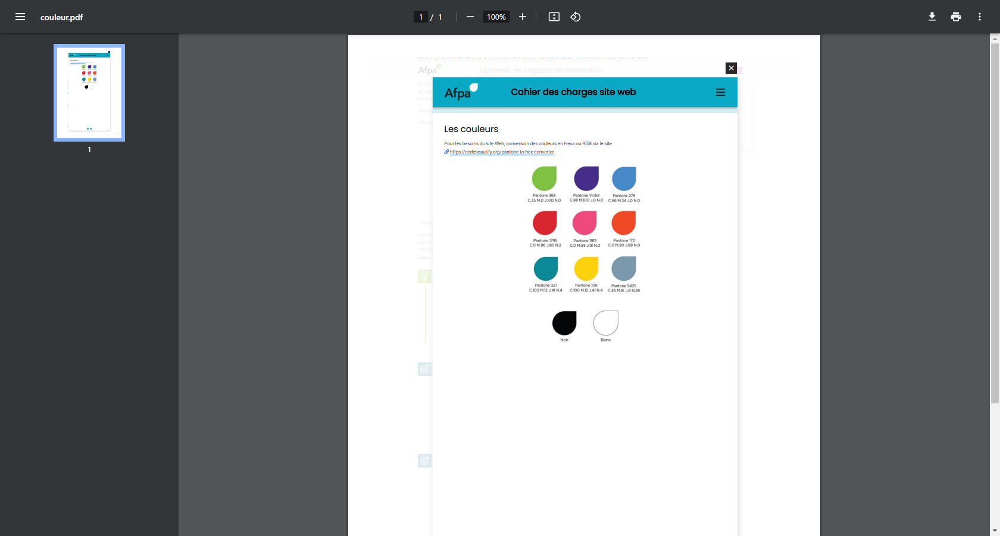 couleur.pdf
1 / 1
100%
1
Afpa
J'apprends les langages de présentation
Afpa
Cahier des charges site web
Les couleurs
Pour les besoins du site Web, conversion des couleurs en Hexa ou RGB via le site
https://codebeautify.org/pantone-to-hex-converter
Pantone 368 Pantone Violet Pantone 279
C.35 M.0 J.100 N.0 C.88 M.100 J.0 N.0 C.66 M.34 J.0 N.0
Pantone 1795 Pantone 1915 Pantone 172
C.0 M.96 J.90 N.2 C.0 M.85 J.18 N.0 C.0 M.80 J.89 N.0
Pantone 321 Pantone 109 Pantone 5425
C.100 M.12 J.41 N.4 C.100 M.12 J.41 N.4 C.45 M.16 J.9 N.26
Noir Blanc